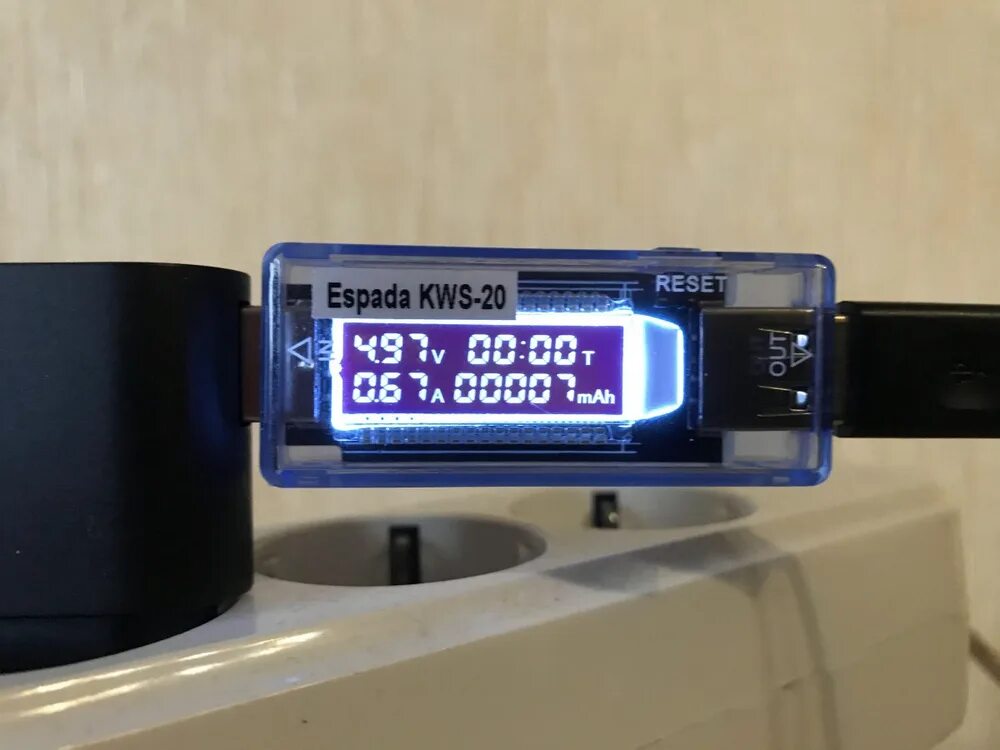 Espada KWS-20
RESET
IN
4.97V 00:00T
0.67A 00007mAh
OUT